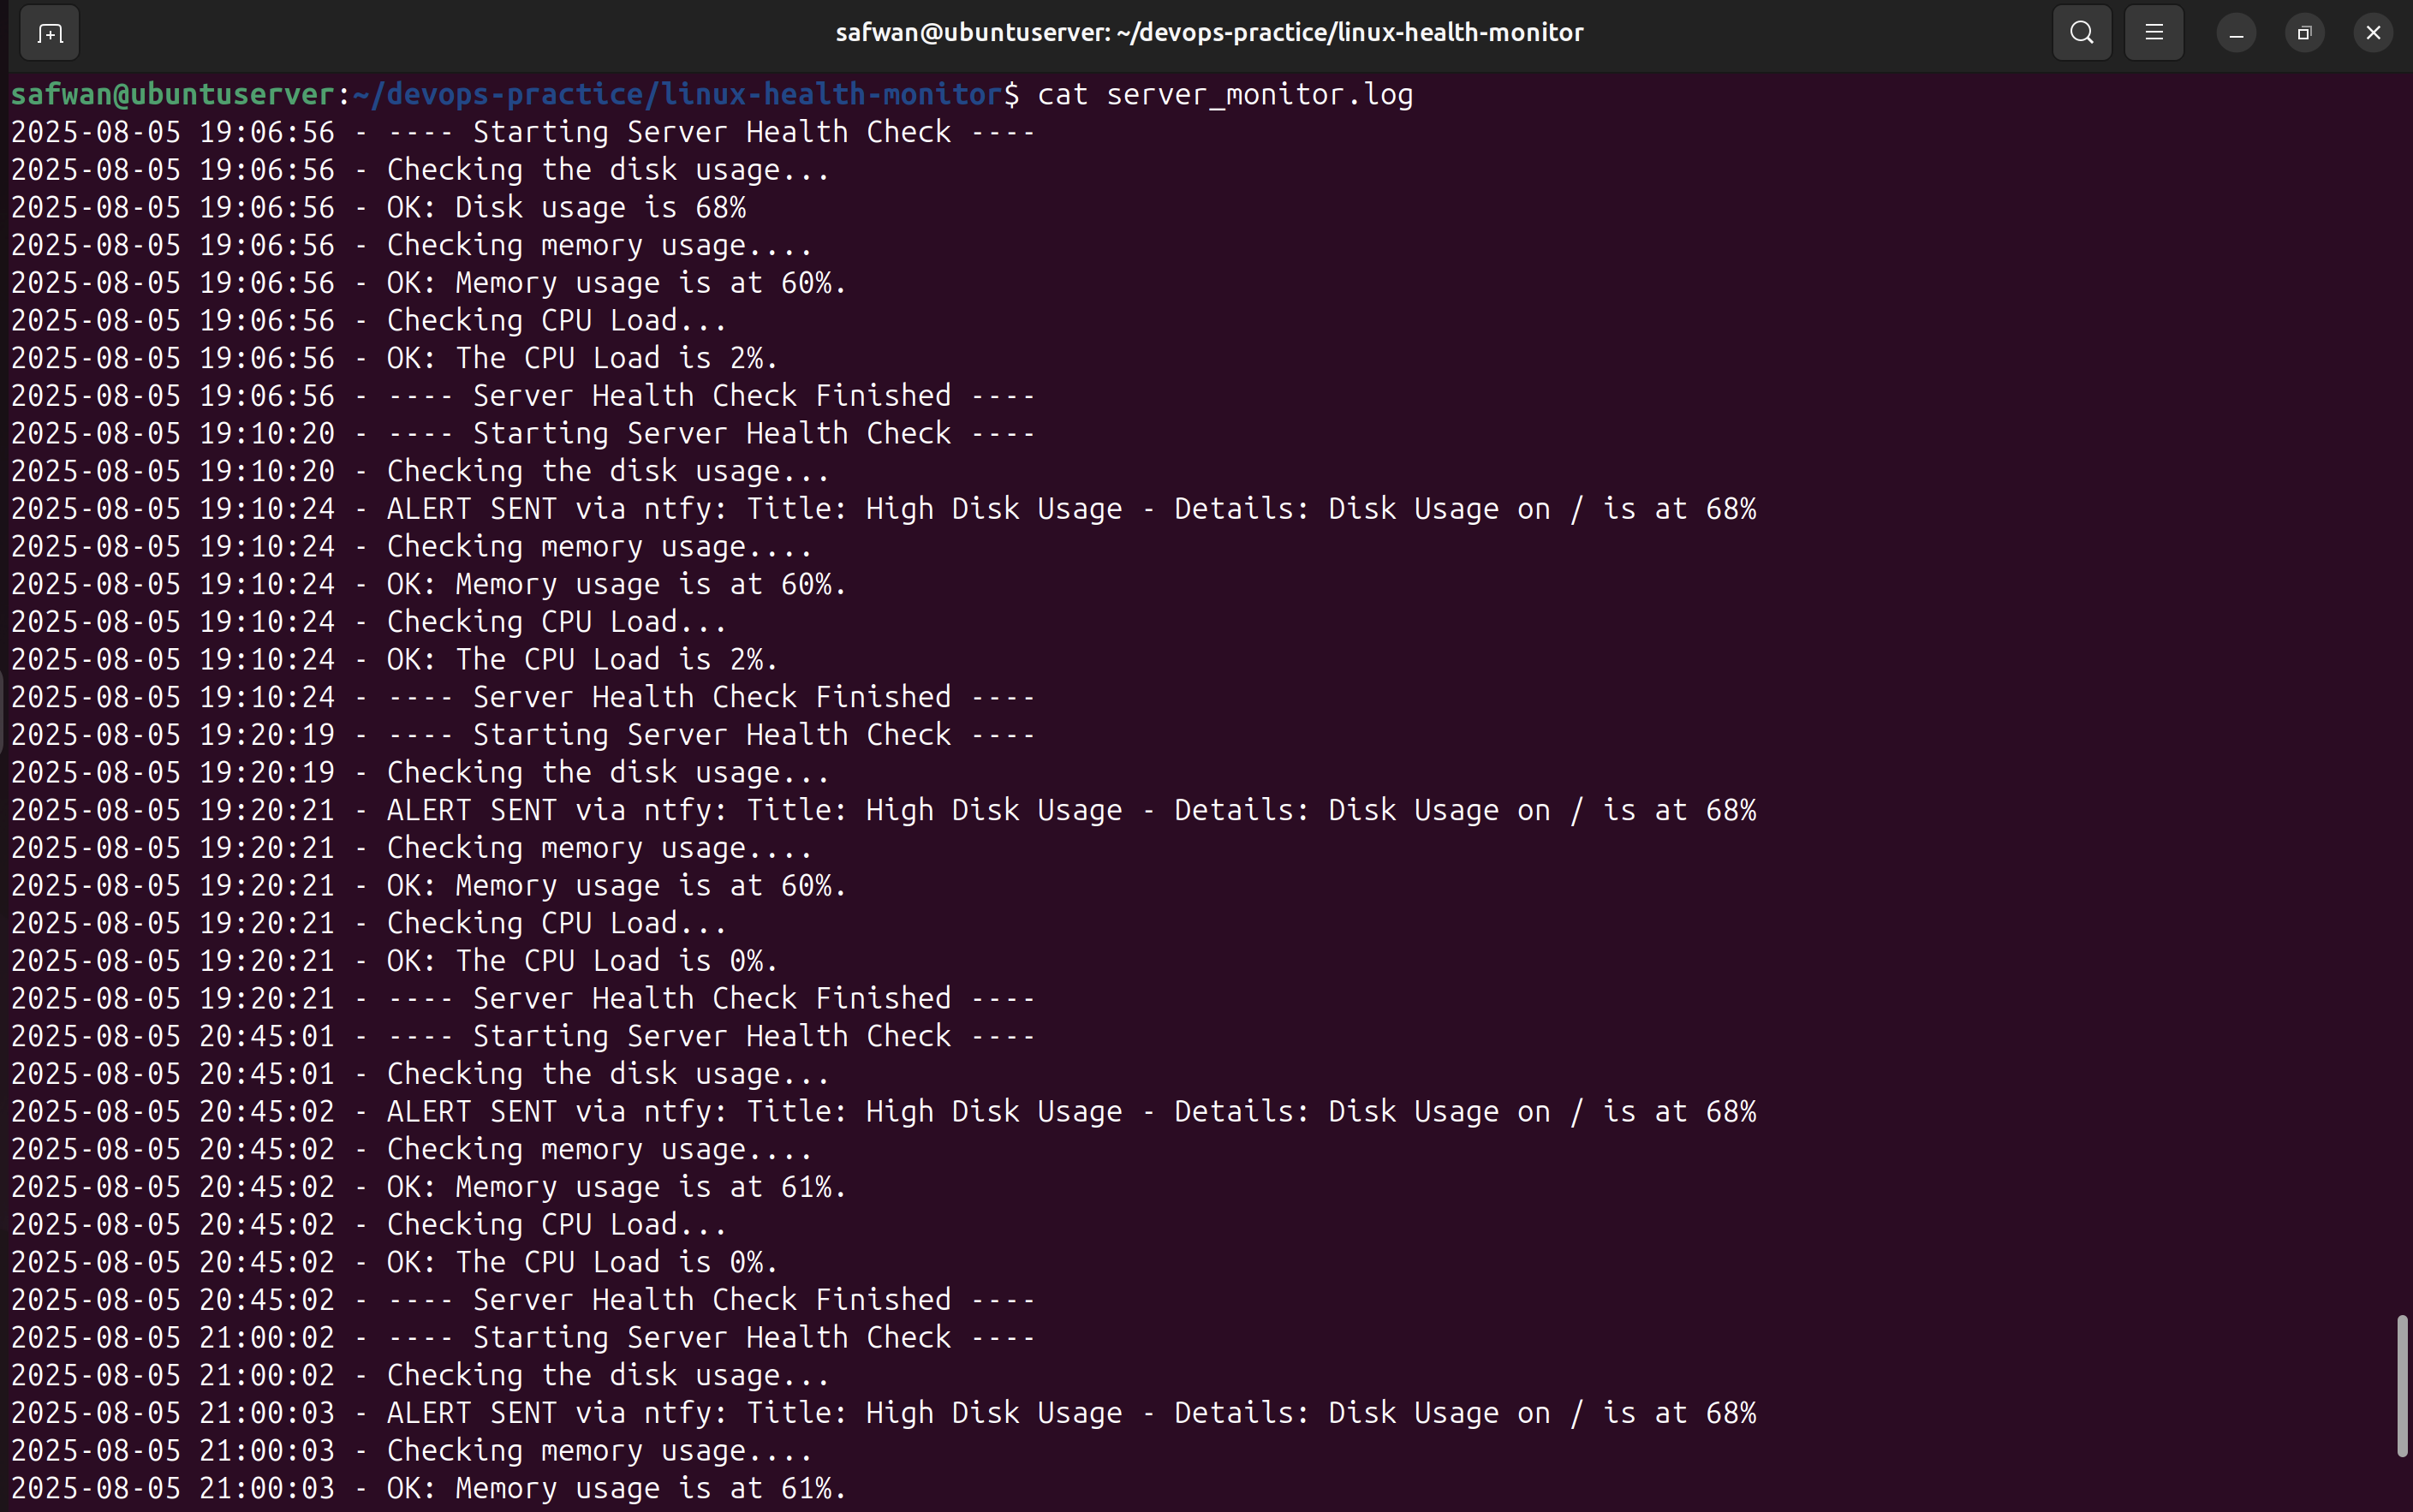 safwan@ubuntuserver: ~/devops-practice/linux-health-monitor
safwan@ubuntuserver:~/devops-practice/linux-health-monitor$ cat server_monitor.log
2025-08-05 19:06:56 - ---- Starting Server Health Check ----
2025-08-05 19:06:56 - Checking the disk usage...
2025-08-05 19:06:56 - OK: Disk usage is 68%
2025-08-05 19:06:56 - Checking memory usage....
2025-08-05 19:06:56 - OK: Memory usage is at 60%.
2025-08-05 19:06:56 - Checking CPU Load...
2025-08-05 19:06:56 - OK: The CPU Load is 2%.
2025-08-05 19:06:56 - ---- Server Health Check Finished ----
2025-08-05 19:10:20 - ---- Starting Server Health Check ----
2025-08-05 19:10:20 - Checking the disk usage...
2025-08-05 19:10:24 - ALERT SENT via ntfy: Title: High Disk Usage - Details: Disk Usage on / is at 68%
2025-08-05 19:10:24 - Checking memory usage....
2025-08-05 19:10:24 - OK: Memory usage is at 60%.
2025-08-05 19:10:24 - Checking CPU Load...
2025-08-05 19:10:24 - OK: The CPU Load is 2%.
2025-08-05 19:10:24 - ---- Server Health Check Finished ----
2025-08-05 19:20:19 - ---- Starting Server Health Check ----
2025-08-05 19:20:19 - Checking the disk usage...
2025-08-05 19:20:21 - ALERT SENT via ntfy: Title: High Disk Usage - Details: Disk Usage on / is at 68%
2025-08-05 19:20:21 - Checking memory usage....
2025-08-05 19:20:21 - OK: Memory usage is at 60%.
2025-08-05 19:20:21 - Checking CPU Load...
2025-08-05 19:20:21 - OK: The CPU Load is 0%.
2025-08-05 19:20:21 - ---- Server Health Check Finished ----
2025-08-05 20:45:01 - ---- Starting Server Health Check ----
2025-08-05 20:45:01 - Checking the disk usage...
2025-08-05 20:45:02 - ALERT SENT via ntfy: Title: High Disk Usage - Details: Disk Usage on / is at 68%
2025-08-05 20:45:02 - Checking memory usage....
2025-08-05 20:45:02 - OK: Memory usage is at 61%.
2025-08-05 20:45:02 - Checking CPU Load...
2025-08-05 20:45:02 - OK: The CPU Load is 0%.
2025-08-05 20:45:02 - ---- Server Health Check Finished ----
2025-08-05 21:00:02 - ---- Starting Server Health Check ----
2025-08-05 21:00:02 - Checking the disk usage...
2025-08-05 21:00:03 - ALERT SENT via ntfy: Title: High Disk Usage - Details: Disk Usage on / is at 68%
2025-08-05 21:00:03 - Checking memory usage....
2025-08-05 21:00:03 - OK: Memory usage is at 61%.